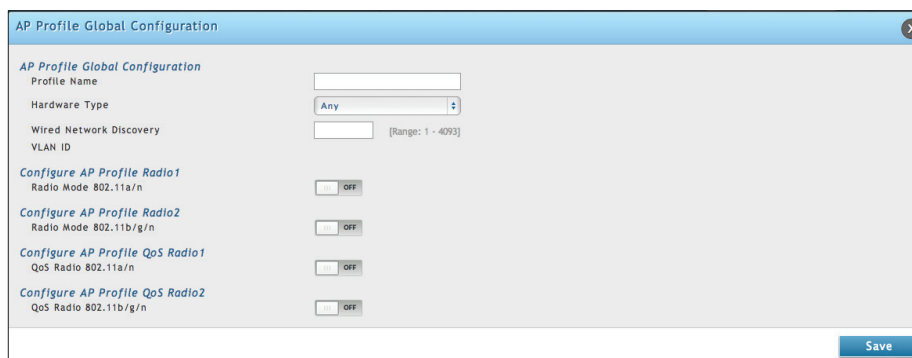 AP Profile Global Configuration
AP Profile Global Configuration
Profile Name
Hardware Type
Any
Wired Network Discovery
[Range: 1 - 4093]
VLAN ID
Configure AP Profile Radio1
Radio Mode 802.11a/n
OFF
Configure AP Profile Radio2
Radio Mode 802.11b/g/n
OFF
Configure AP Profile QoS Radio1
QoS Radio 802.11a/n
OFF
Configure AP Profile QoS Radio2
QoS Radio 802.11b/g/n
OFF
Save